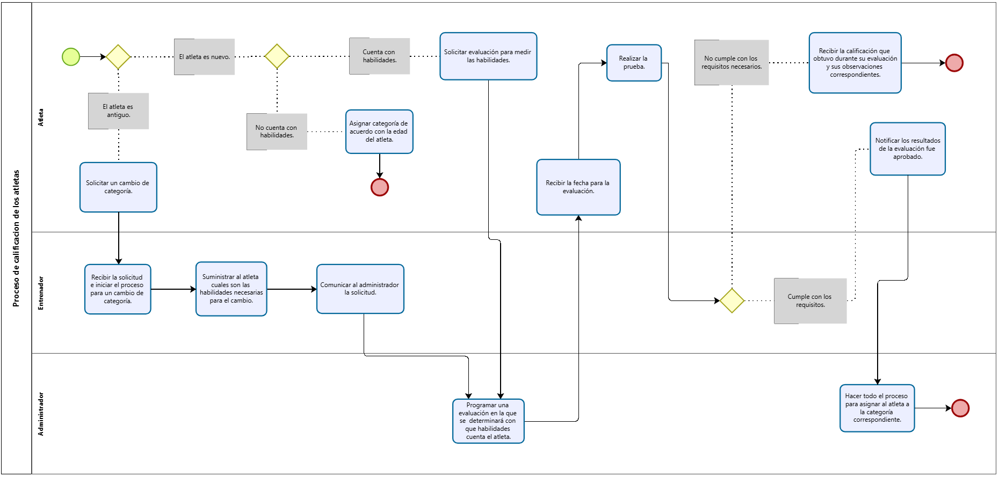 Proceso de calificacion de los atletas
Atleta
El atleta es nuevo.
Cuenta con
habilidades.
Solicitar evaluación para medir
las habilidades.
Realizar la
prueba.
No cumple con los
requisitos necesarios.
Recibir la calificación que
obtuvo durante su evaluación
y sus observaciones
correspondientes.
El atleta es
antiguo.
No cuenta con
habilidades.
Asignar categoría de
acuerdo con la edad
del atleta.
Notificar los resultados
de la evaluación fue
aprobado.
Solicitar un cambio de
categoría.
Recibir la fecha para la
evaluación.
Entrenador
Recibir la solicitud
e iniciar el proceso
para un cambio de
categoría.
Suministrar al atleta
cuales son las
habilidades necesarias
para el cambio.
Comunicar al administrador
la solicitud.
Cumple con los
requisitos.
Administrador
Programar una
evaluación en la que
se determinará con
que habilidades
cuenta el atleta.
Hacer todo el proceso
para asignar al atleta a
la categoría
correspondiente.